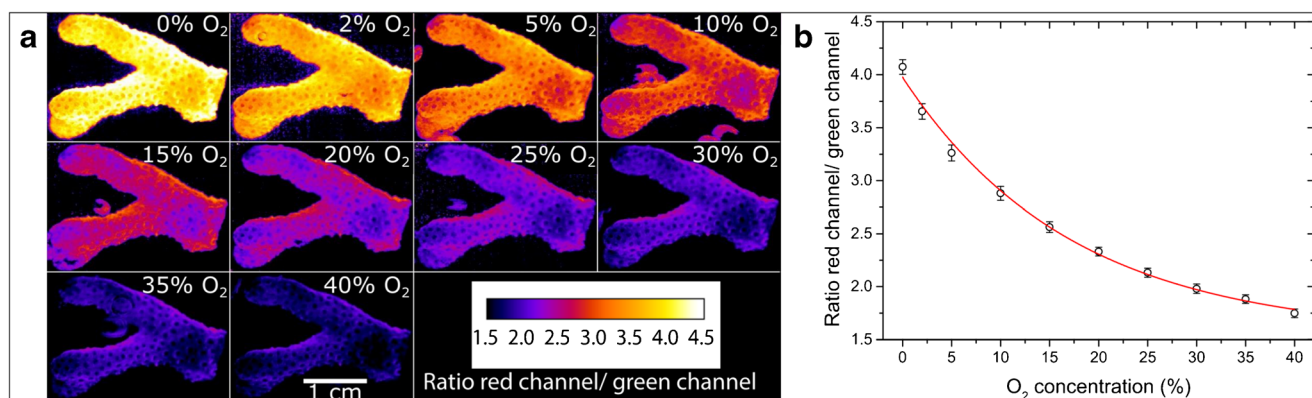 a
0% O₂
2% O₂
5% O₂
10% O₂
15% O₂
20% O₂
25% O₂
30% O₂
35% O₂
40% O₂
1 cm
1.5 2.0 2.5 3.0 3.5 4.0 4.5
Ratio red channel/ green channel
b
Ratio red channel/ green channel
4.5
4.0
3.5
3.0
2.5
2.0
1.5
0 5 10 15 20 25 30 35 40
O₂ concentration (%)